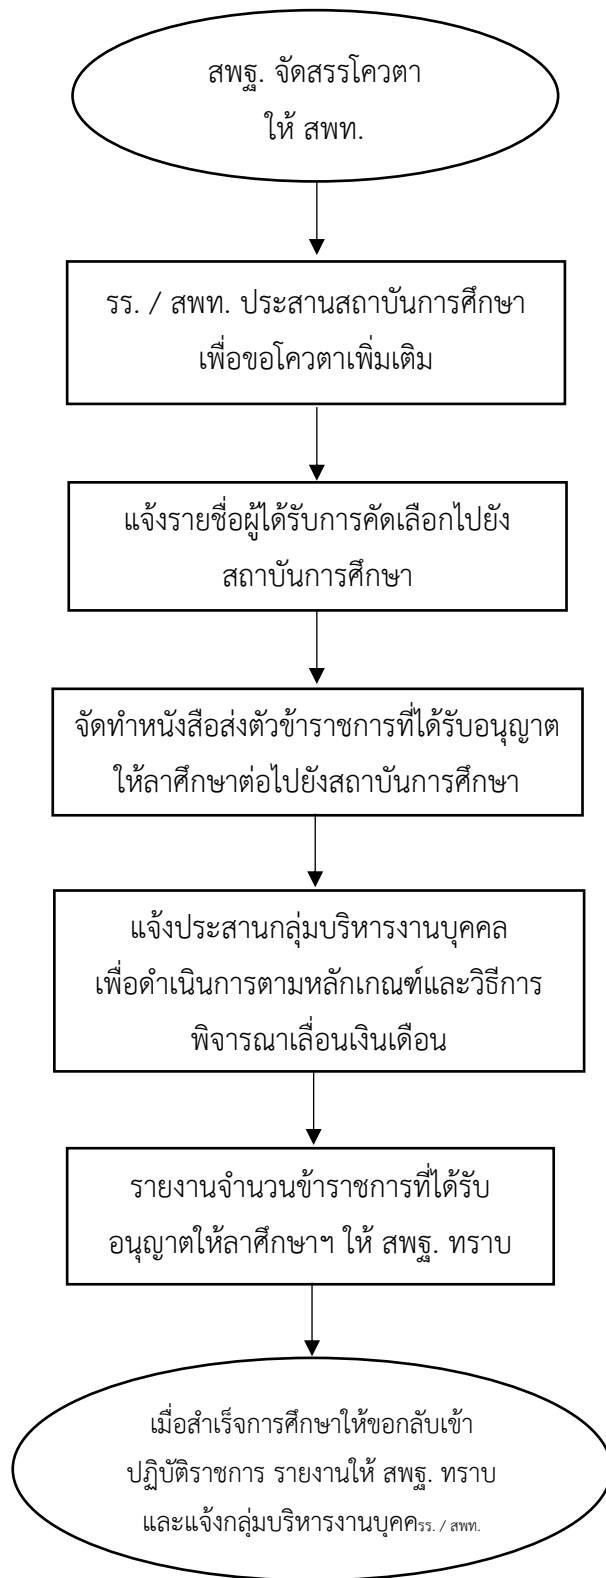 สพฐ. จัดสรรโควตา
ให้ สพท.
รร. / สพท. ประสานสถาบันการศึกษา
เพื่อขอโควตาเพิ่มเติม
แจ้งรายชื่อผู้ได้รับการคัดเลือกไปยัง
สถาบันการศึกษา
จัดทำหนังสือส่งตัวข้าราชการที่ได้รับอนุญาต
ให้ลาศึกษาต่อไปยังสถาบันการศึกษา
แจ้งประสานกลุ่มบริหารงานบุคคล
เพื่อดำเนินการตามหลักเกณฑ์และวิธีการ
พิจารณาเลื่อนเงินเดือน
รายงานจำนวนข้าราชการที่ได้รับ
อนุญาตให้ลาศึกษาฯ ให้ สพฐ. ทราบ
เมื่อสำเร็จการศึกษาให้ขอกลับเข้า
ปฏิบัติราชการ รายงานให้ สพฐ. ทราบ
และแจ้งกลุ่มบริหารงานบุคครร. / สพท.